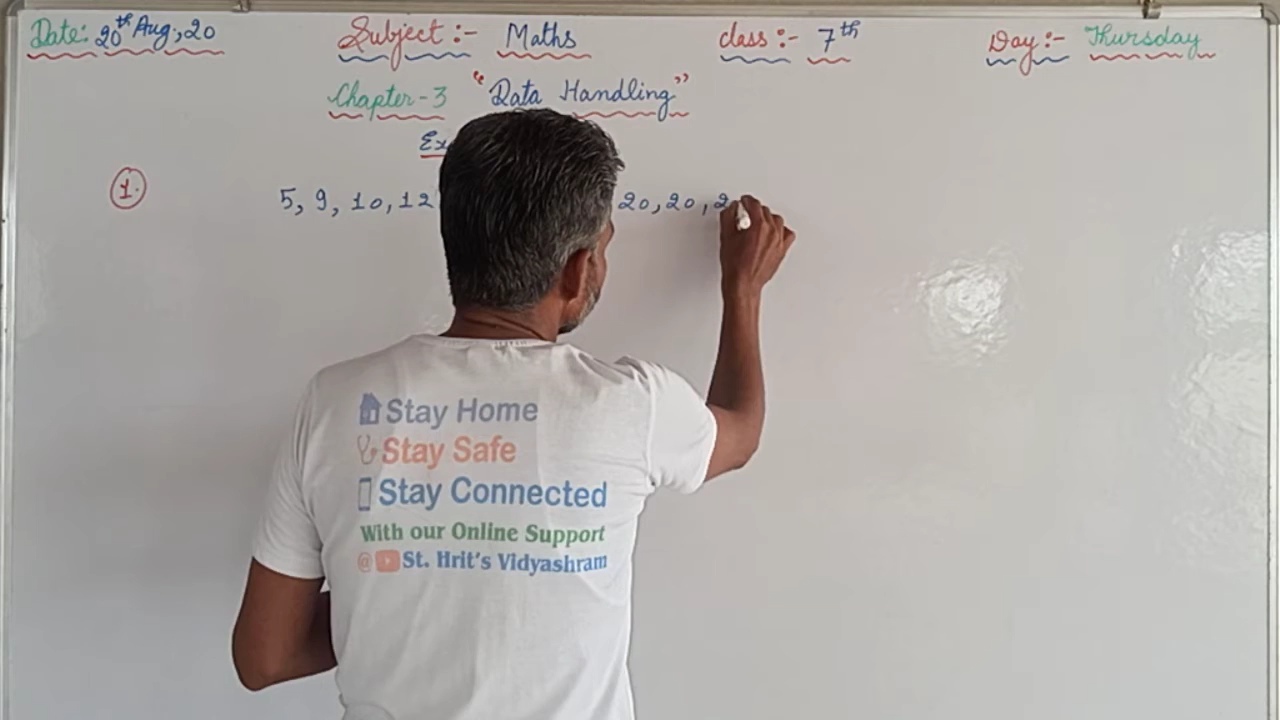 Date: 20th Aug, 20 Subject :- Maths class :- 7th Day :- Thursday
Chapter-3 "Data Handling"
1. 5, 9, 10, 12 20, 20, 2
Stay Home
Stay Safe
Stay Connected
With our Online Support
@ St. Hrit's Vidyashram